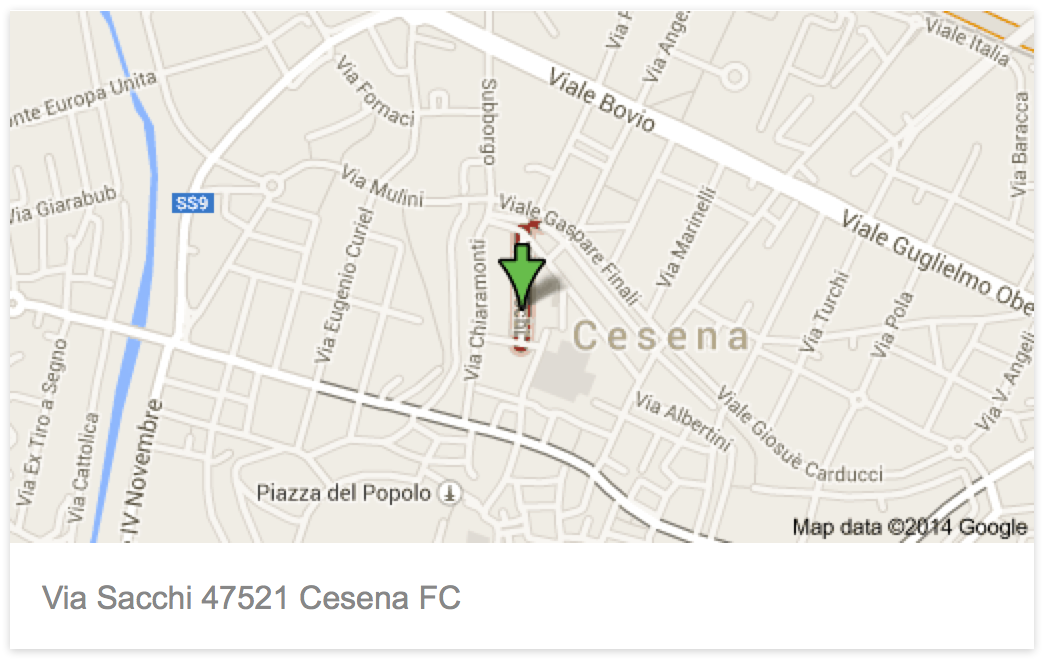 Viale Italia
Via Ange
Via Fornaci
Viale Bovio
onte Europa Unita
Subborgo
Via Baracca
Via Mulini
Via Giarabub
SS9
Viale Gaspare Finali
Via Marinelli
Viale Guglielmo Obe
Via Eugenio Curiel
Via Chiaramonti
Cesena
Via Turchi
Via Pola
Via V. Angeli
Via Ex Tiro a Segno
Via Cattolica
IV Novembre
Via Albertini
Viale Giosuè Carducci
Piazza del Popolo
Map data ©2014 Google
Via Sacchi 47521 Cesena FC